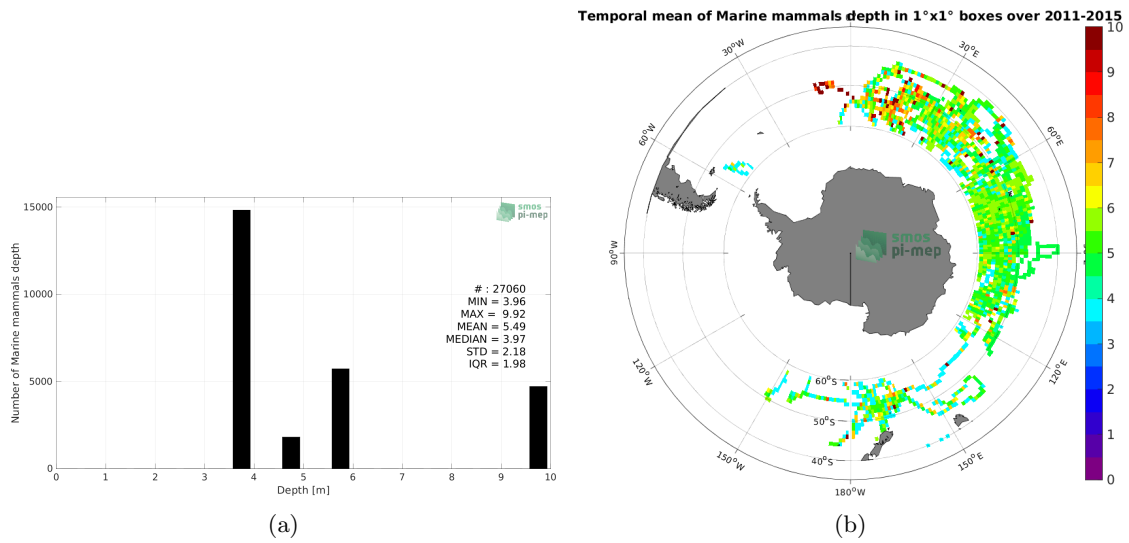 15000
10000
5000
0
Number of Marine mammals depth
smos
pi-mep
# : 27060
MIN = 3.96
MAX = 9.92
MEAN = 5.49
MEDIAN = 3.97
STD = 2.18
IQR = 1.98
0 1 2 3 4 5 6 7 8 9 10
Depth [m]
(a)
Temporal mean of Marine mammals depth in 1°x1° boxes over 2011-2015
30°W
30°E
60°W
60°E
90°W
120°W
120°E
150°W
150°E
180°W
60°S
50°S
40°S
smos
pi-mep
10
9
8
7
6
5
4
3
2
1
0
(b)